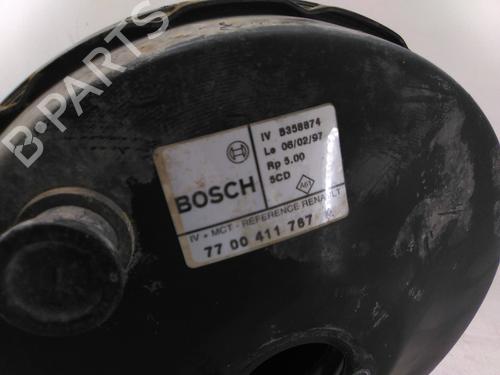 B-PARTS
IV B358874
Le 06/02/97
Rp 5.00
5CD
BOSCH
IV + MCT - REFERENCE RENAULT
77 00 411 767